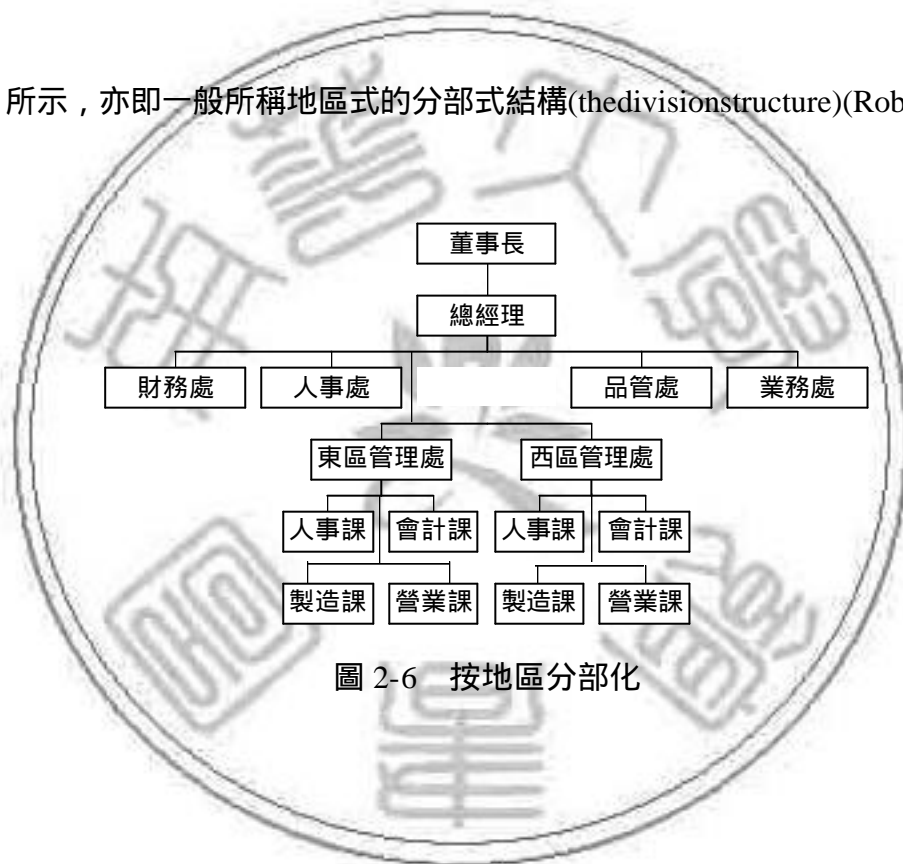 所示，亦即一般所稱地區式的分部式結構(thedivisionstructure)(Rob
董事長
總經理
財務處 人事處 品管處 業務處
東區管理處 西區管理處
人事課 會計課 人事課 會計課
製造課 營業課 製造課 營業課
圖 2-6 按地區分部化